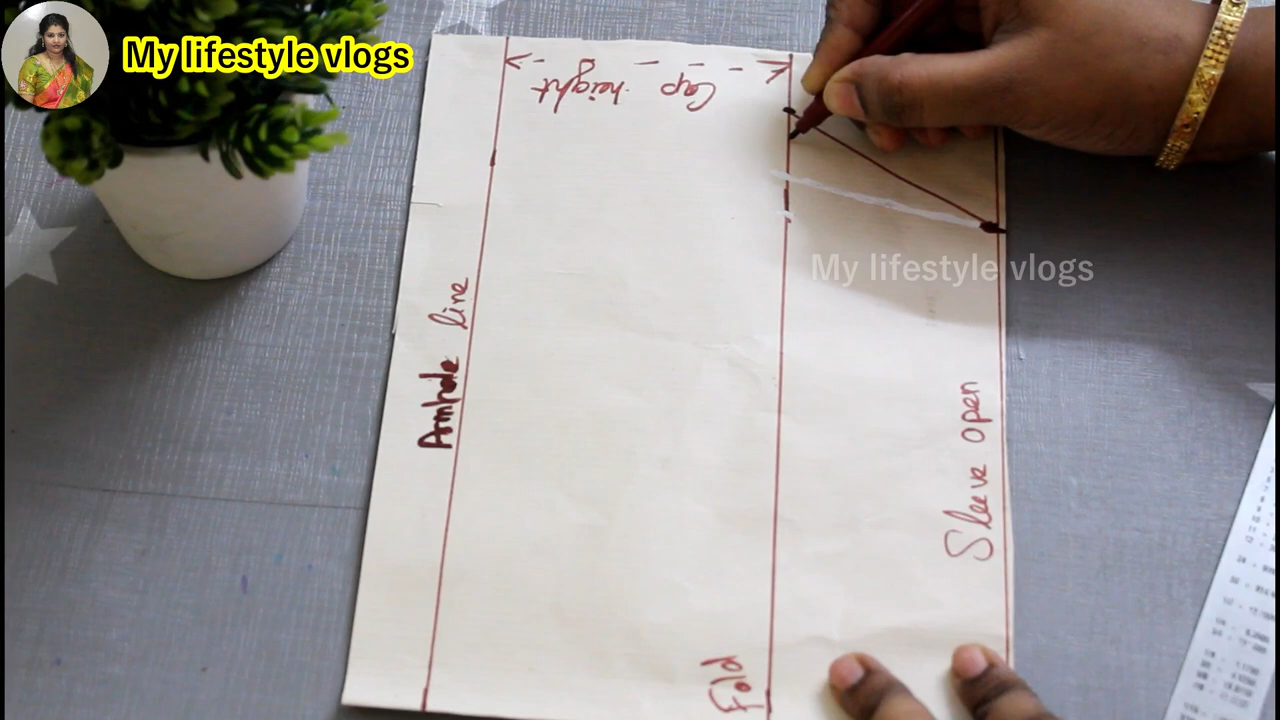 My lifestyle vlogs
Cap height
My lifestyle vlogs
Armhole line
Sleeve open
Fold